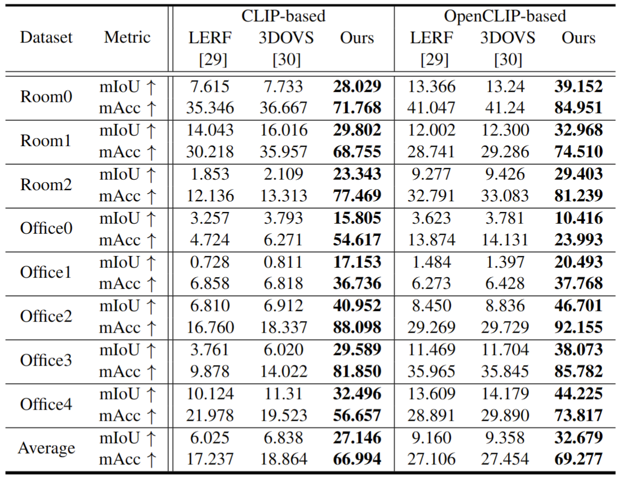 CLIP-based OpenCLIP-based
Dataset Metric LERF 3DOVS Ours LERF 3DOVS Ours
[29] [30] [29] [30]
Room0 mIoU ↑ 7.615 7.733 28.029 13.366 13.24 39.152
mAcc ↑ 35.346 36.667 71.768 41.047 41.24 84.951
Room1 mIoU ↑ 14.043 16.016 29.802 12.002 12.300 32.968
mAcc ↑ 30.218 35.957 68.755 28.741 29.286 74.510
Room2 mIoU ↑ 1.853 2.109 23.343 9.277 9.426 29.403
mAcc ↑ 12.136 13.313 77.469 32.791 33.083 81.239
Office0 mIoU ↑ 3.257 3.793 15.805 3.623 3.781 10.416
mAcc ↑ 4.724 6.271 54.617 13.874 14.131 23.993
Office1 mIoU ↑ 0.728 0.811 17.153 1.484 1.397 20.493
mAcc ↑ 6.858 6.818 36.736 6.273 6.428 37.768
Office2 mIoU ↑ 6.810 6.912 40.952 8.450 8.836 46.701
mAcc ↑ 16.760 18.337 88.098 29.269 29.729 92.155
Office3 mIoU ↑ 3.761 6.020 29.589 11.469 11.704 38.073
mAcc ↑ 9.878 14.022 81.850 35.965 35.845 85.782
Office4 mIoU ↑ 10.124 11.31 32.496 13.609 14.179 44.225
mAcc ↑ 21.978 19.523 56.657 28.891 29.890 73.817
Average mIoU ↑ 6.025 6.838 27.146 9.160 9.358 32.679
mAcc ↑ 17.237 18.864 66.994 27.106 27.454 69.277